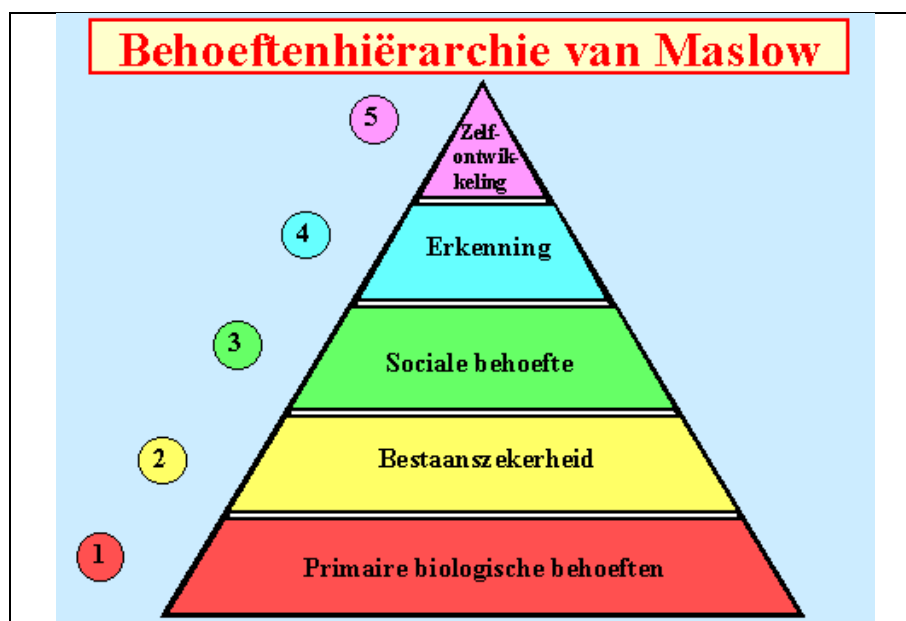 Behoeftenhiërarchie van Maslow
5
Zelf-
ontwik-
keling
4
Erkenning
3
Sociale behoefte
2
Bestaanszekerheid
1
Primaire biologische behoeften